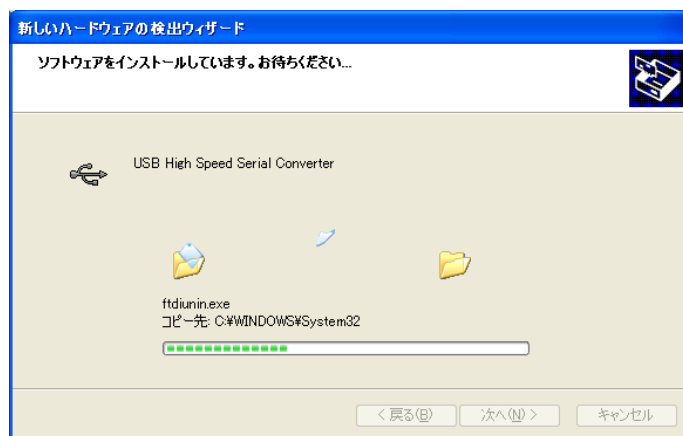 新しいハードウェアの検出ウィザード
ソフトウェアをインストールしています。お待ちください...
USB High Speed Serial Converter
ftdiunin.exe
コピー先: C:¥WINDOWS¥System32
< 戻る(B)
次へ(N) >
キャンセル